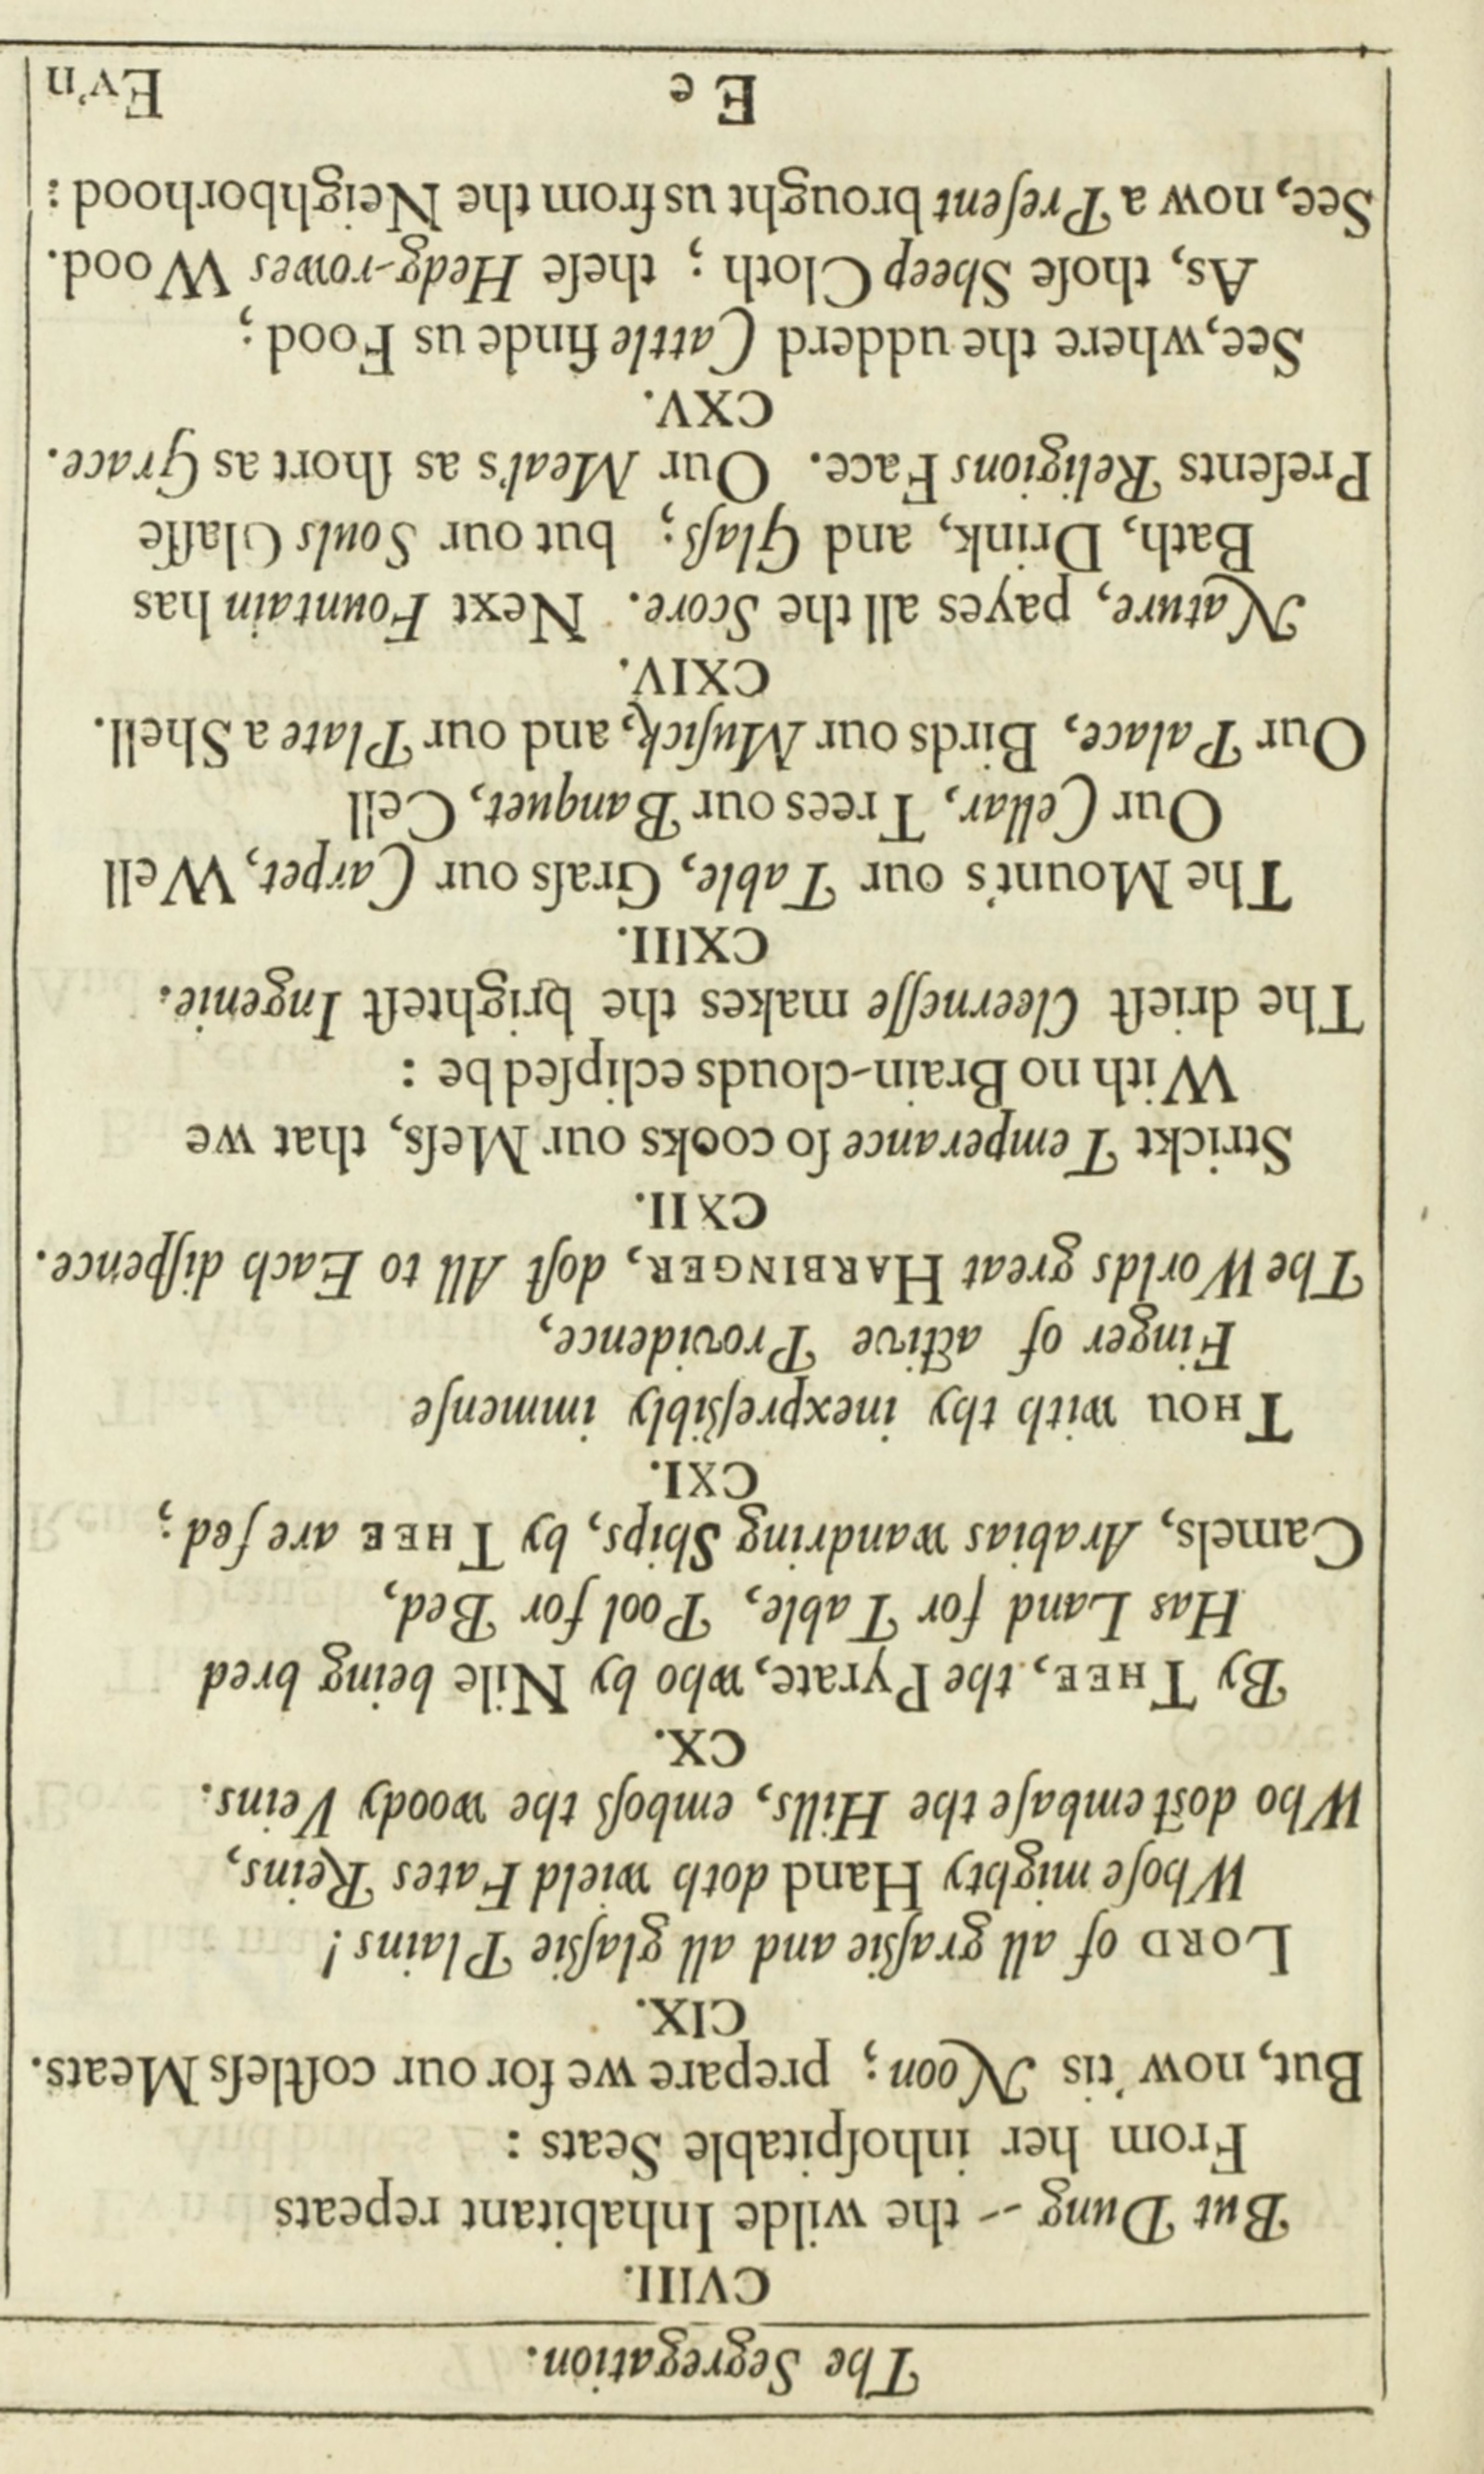 The Segregation.
CVIII.
But Dung -- the wilde Inhabitant repeats
From her inhoſpitable Seats :
But, now 'tis Noon ; prepare we for our coſtleſs Meats.
CIX.
LORD of all graſsie and all glaſsie Plains !
Whoſe mighty Hand doth wield Fates Reins,
Who doſt embaſe the Hills, emboſs the woody Veins.
CX.
By THEE, the Pyrate, who by Nile being bred
Has Land for Table, Pool for Bed,
Camels, Arabias wandring Ships, by THEE are fed ;
CXI.
THOU with thy inexpreſsibly immenſe
Finger of active Providence,
The Worlds great HARBINGER, doſt All to Each diſpence.
CXII.
Strickt Temperance ſo cooks our Meſs, that we
With no Brain-clouds eclipſed be :
The drieſt Cleerneſſe makes the brighteſt Ingenie.
CXIII.
The Mount's our Table, Graſs our Carpet, Well
Our Cellar, Trees our Banquet, Cell
Our Palace, Birds our Muſick, and our Plate a Shell.
CXIV.
Nature, payes all the Score. Next Fountain has
Bath, Drink, and Glaſs ; but our Souls Glaſſe
Preſents Religions Face. Our Meal's as ſhort as Grace.
CXV.
See, where the udderd Cattle finde us Food ;
As, thoſe Sheep Cloth ; theſe Hedg-rowes Wood.
See, now a Preſent brought us from the Neighborhood :
E e
Ev'n